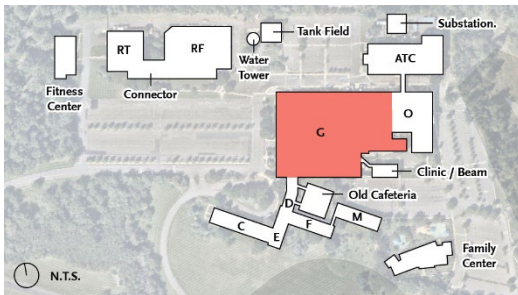 Substation.
Tank Field
RT
RF
ATC
Water
Tower
Fitness
Center
Connector
O
G
Clinic / Beam
Old Cafeteria
D
C
E
F
M
Family
Center
N.T.S.